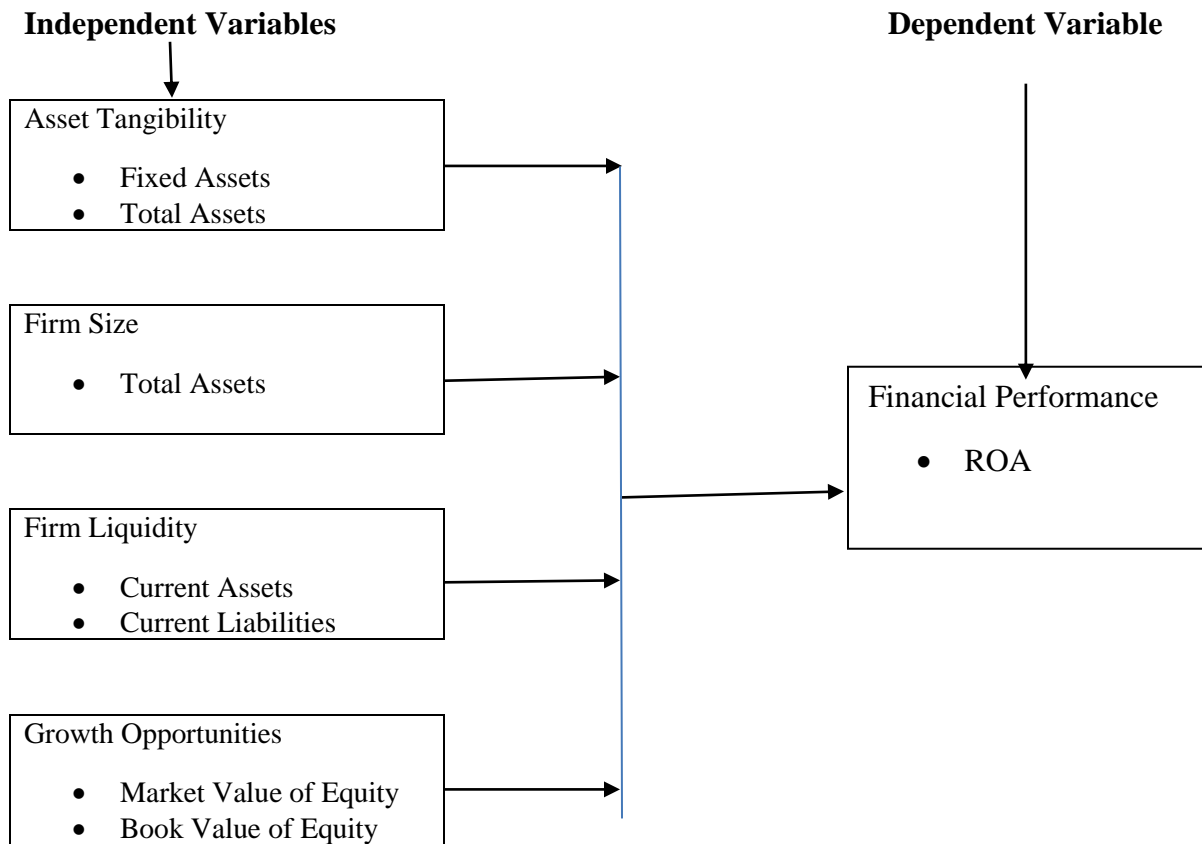 Independent Variables
Dependent Variable
Asset Tangibility
• Fixed Assets
• Total Assets
Firm Size
• Total Assets
Financial Performance
• ROA
Firm Liquidity
• Current Assets
• Current Liabilities
Growth Opportunities
• Market Value of Equity
• Book Value of Equity